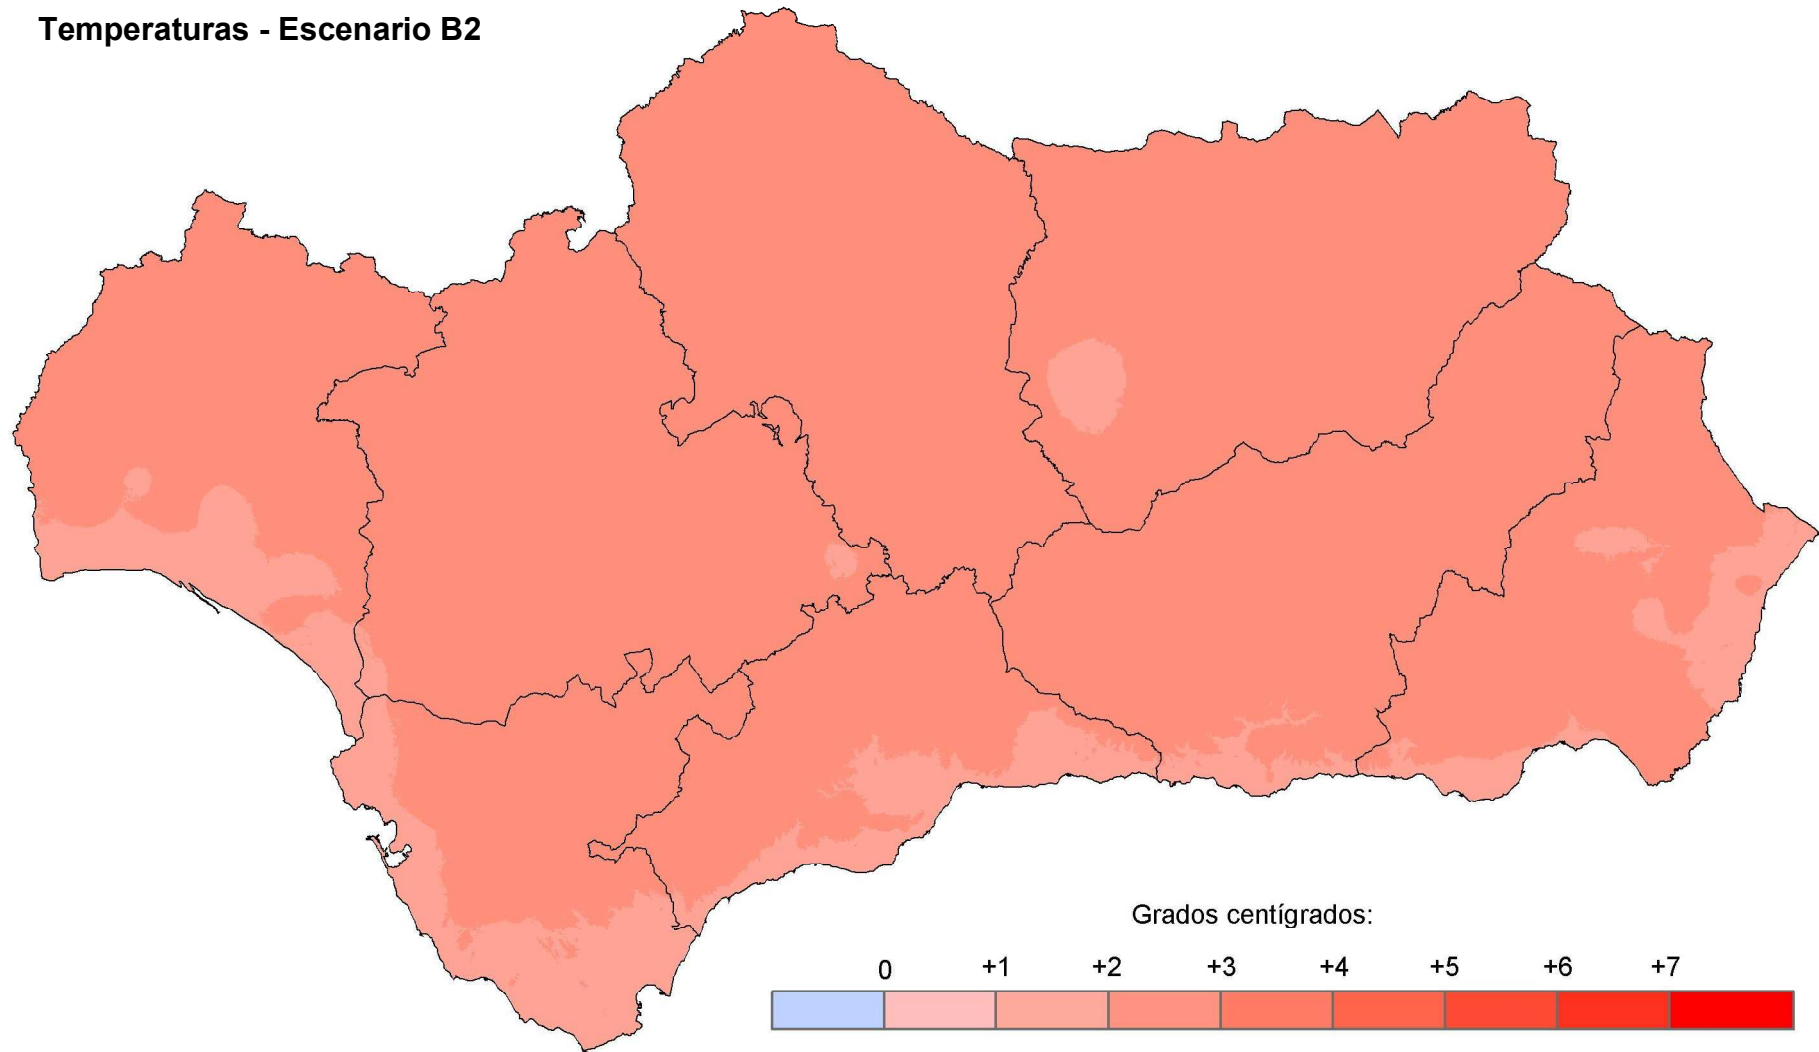 Temperaturas - Escenario B2
Grados centígrados:
0 +1 +2 +3 +4 +5 +6 +7